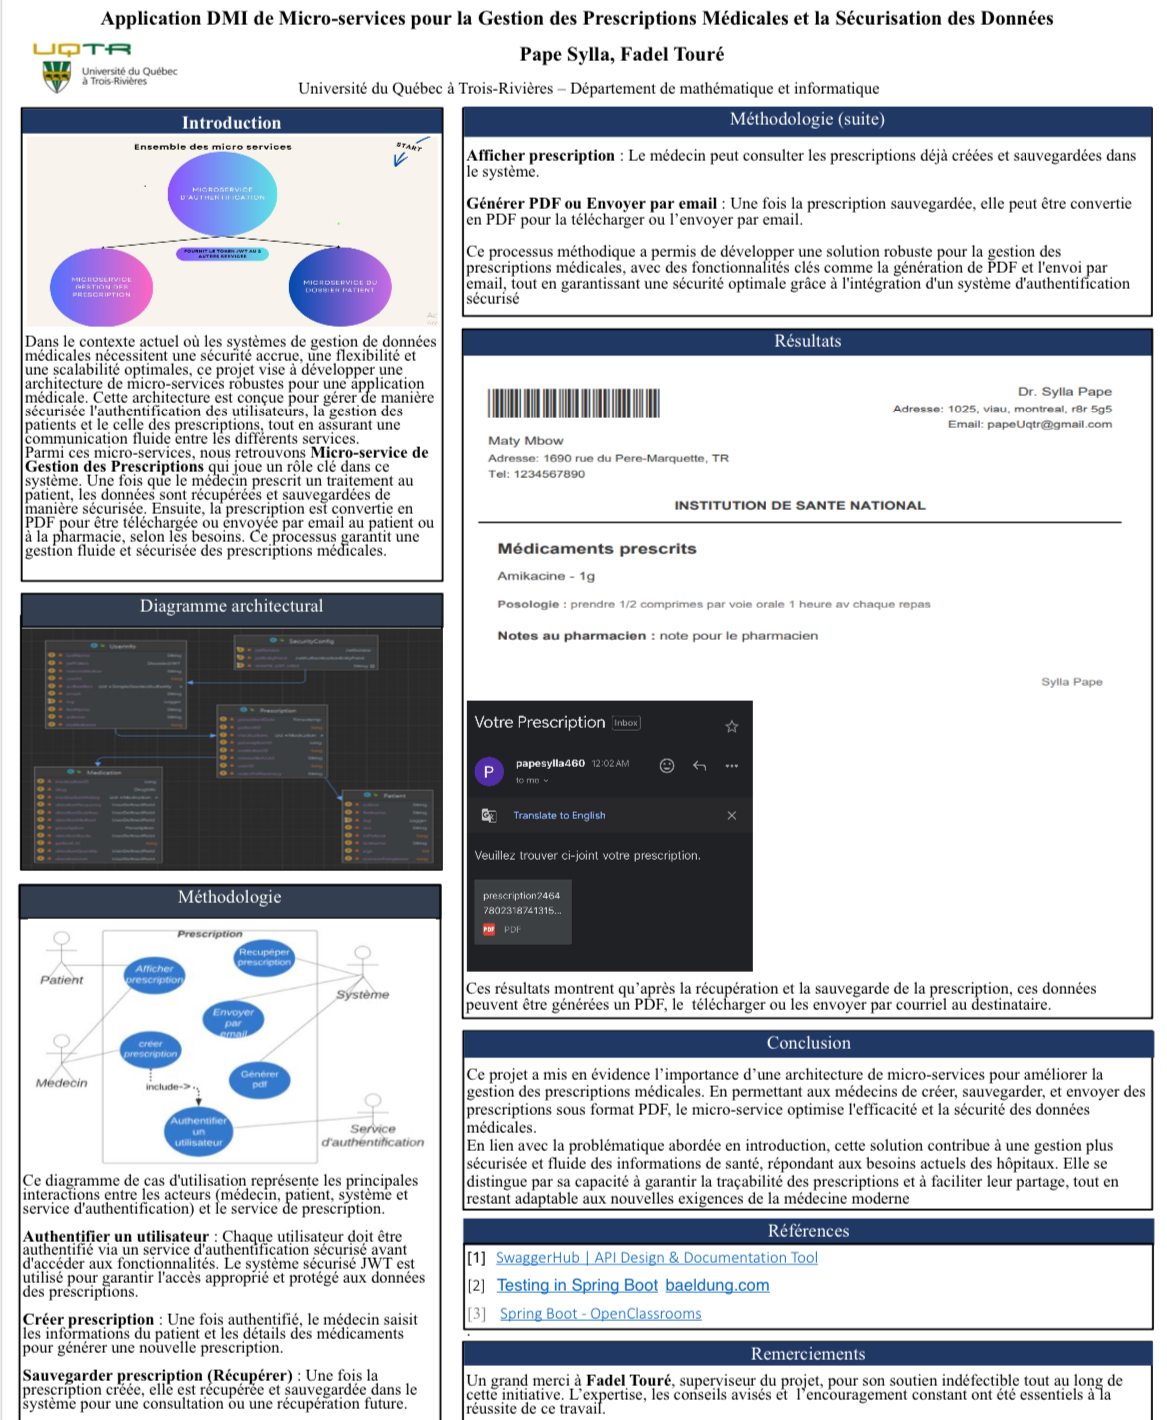 Application DMI de Micro-services pour la Gestion des Prescriptions Médicales et la Sécurisation des Données
Pape Sylla, Fadel Touré
UQTR
Université du Québec
à Trois-Rivières
Université du Québec à Trois-Rivières – Département de mathématique et informatique
Introduction
Ensemble des micro services
START
MICROSERVICE
D'AUTHENTIFICATION
FOURNIT LE TOKEN JWT AU 2
AUTRES SERVICES
MICROSERVICE
GESTION DES
PRESCRIPTION
MICROSERVICE DU
DOSSIER PATIENT
Dans le contexte actuel où les systèmes de gestion de données
médicales nécessitent une sécurité accrue, une flexibilité et
une scalabilité optimales, ce projet vise à développer une
architecture de micro-services robustes pour une application
médicale. Cette architecture est conçue pour gérer de manière
sécurisée l'authentification des utilisateurs, la gestion des
patients et le celle des prescriptions, tout en assurant une
communication fluide entre les différents services.
Parmi ces micro-services, nous retrouvons Micro-service de
Gestion des Prescriptions qui joue un rôle clé dans ce
système. Une fois que le médecin prescrit un traitement au
patient, les données sont récupérées et sauvegardées de
manière sécurisée. Ensuite, la prescription est convertie en
PDF pour être téléchargée ou envoyée par email au patient ou
à la pharmacie, selon les besoins. Ce processus garantit une
gestion fluide et sécurisée des prescriptions médicales.
Diagramme architectural
UserInfo
SecurityConfig
Prescription
Medication
Patient
Méthodologie
Prescription
Patient
Afficher
prescription
Recupéper
prescription
Système
Envoyer
par
email
créer
prescription
Médecin
include->
Générer
pdf
Authentifier
un
utilisateur
Service
d'authentification
Ce diagramme de cas d'utilisation représente les principales
interactions entre les acteurs (médecin, patient, système et
service d'authentification) et le service de prescription.
Authentifier un utilisateur : Chaque utilisateur doit être
authentifié via un service d'authentification sécurisé avant
d'accéder aux fonctionnalités. Le système sécurisé JWT est
utilisé pour garantir l'accès approprié et protégé aux données
des prescriptions.
Créer prescription : Une fois authentifié, le médecin saisit
les informations du patient et les détails des médicaments
pour générer une nouvelle prescription.
Sauvegarder prescription (Récupérer) : Une fois la
prescription créée, elle est récupérée et sauvegardée dans le
système pour une consultation ou une récupération future.
Méthodologie (suite)
Afficher prescription : Le médecin peut consulter les prescriptions déjà créées et sauvegardées dans
le système.
Générer PDF ou Envoyer par email : Une fois la prescription sauvegardée, elle peut être convertie
en PDF pour la télécharger ou l'envoyer par email.
Ce processus méthodique a permis de développer une solution robuste pour la gestion des
prescriptions médicales, avec des fonctionnalités clés comme la génération de PDF et l'envoi par
email, tout en garantissant une sécurité optimale grâce à l'intégration d'un système d'authentification
sécurisé
Résultats
Dr. Sylla Pape
Adresse: 1025, viau, montreal, r8r 5g5
Email: papeUqtr@gmail.com
Maty Mbow
Adresse: 1690 rue du Pere-Marquette, TR
Tel: 1234567890
INSTITUTION DE SANTE NATIONAL
Médicaments prescrits
Amikacine - 1g
Posologie : prendre 1/2 comprimes par voie orale 1 heure av chaque repas
Notes au pharmacien : note pour le pharmacien
Sylla Pape
Votre Prescription Inbox
P
papesylla460 12:02 AM
to me
Translate to English
Veuillez trouver ci-joint votre prescription.
prescription2464
7802318741315...
PDF PDF
Ces résultats montrent qu'après la récupération et la sauvegarde de la prescription, ces données
peuvent être générées un PDF, le télécharger ou les envoyer par courriel au destinataire.
Conclusion
Ce projet a mis en évidence l'importance d'une architecture de micro-services pour améliorer la
gestion des prescriptions médicales. En permettant aux médecins de créer, sauvegarder, et envoyer des
prescriptions sous format PDF, le micro-service optimise l'efficacité et la sécurité des données
médicales.
En lien avec la problématique abordée en introduction, cette solution contribue à une gestion plus
sécurisée et fluide des informations de santé, répondant aux besoins actuels des hôpitaux. Elle se
distingue par sa capacité à garantir la traçabilité des prescriptions et à faciliter leur partage, tout en
restant adaptable aux nouvelles exigences de la médecine moderne
Références
[1] SwaggerHub | API Design & Documentation Tool
[2] Testing in Spring Boot baeldung.com
[3] Spring Boot - OpenClassrooms
.
Remerciements
Un grand merci à Fadel Touré, superviseur du projet, pour son soutien indéfectible tout au long de
cette initiative. L'expertise, les conseils avisés et l'encouragement constant ont été essentiels à la
réussite de ce travail.